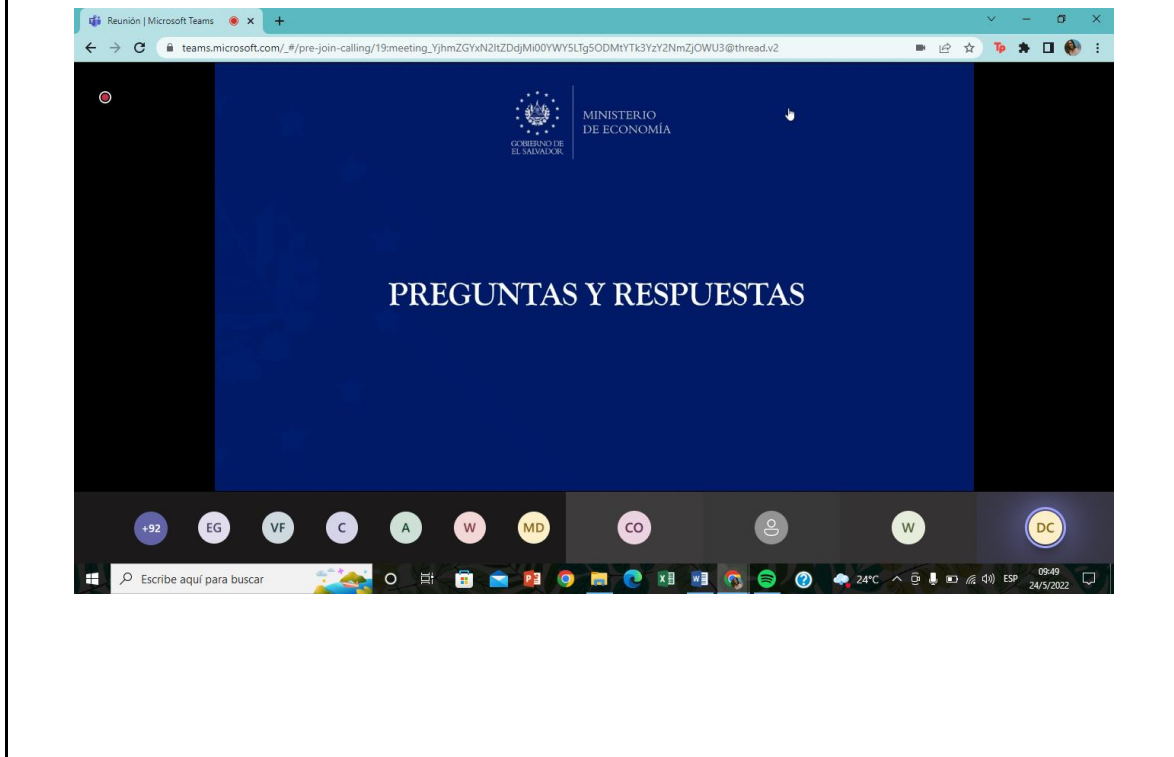 Reunión | Microsoft Teams
teams.microsoft.com/_#/pre-join-calling/19:meeting_YjhmZGYxN2ItZDdjMi00YWY5LTg5ODMtYTk3YzY2NmZjOWU3@thread.v2
Tp
MINISTERIO
DE ECONOMÍA
GOBIERNO DE
EL SALVADOR
PREGUNTAS Y RESPUESTAS
+92 EG VF C A W MD CO W DC
Escribe aquí para buscar
24°C ESP 09:49
24/5/2022